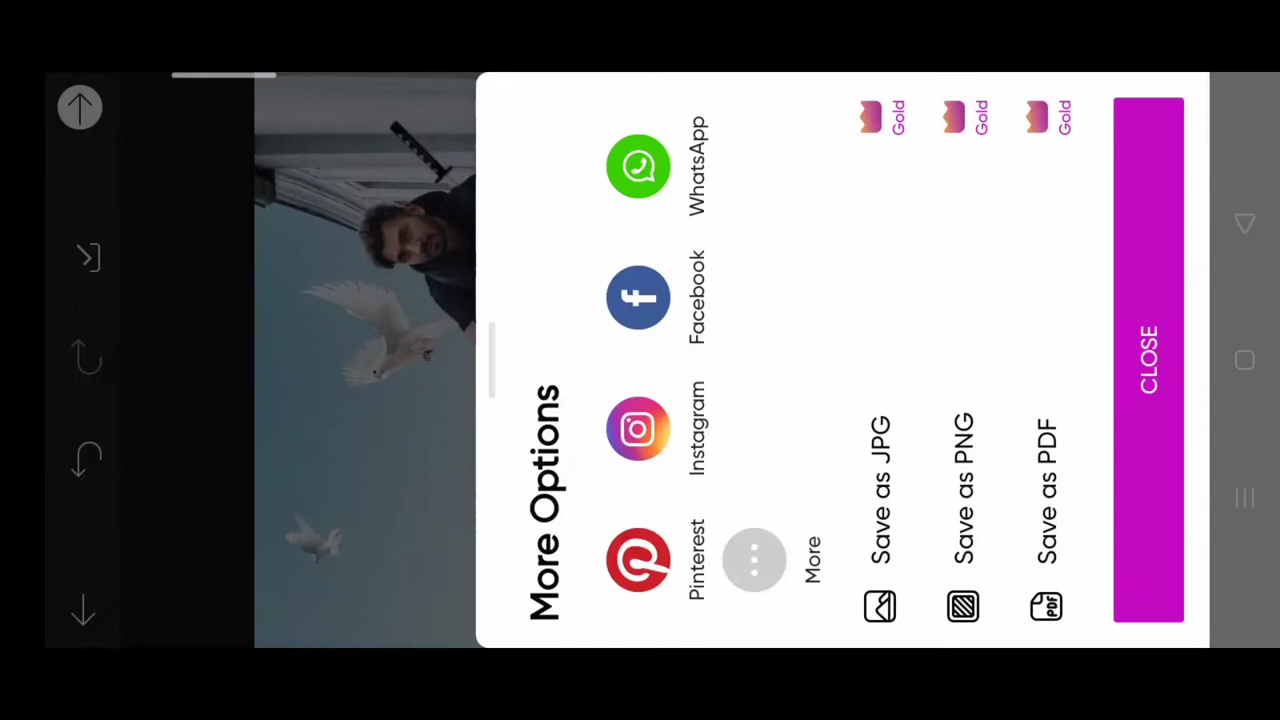 More Options
Pinterest
Instagram
Facebook
WhatsApp
More
Save as JPG
Gold
Save as PNG
Gold
PDF
Save as PDF
Gold
CLOSE